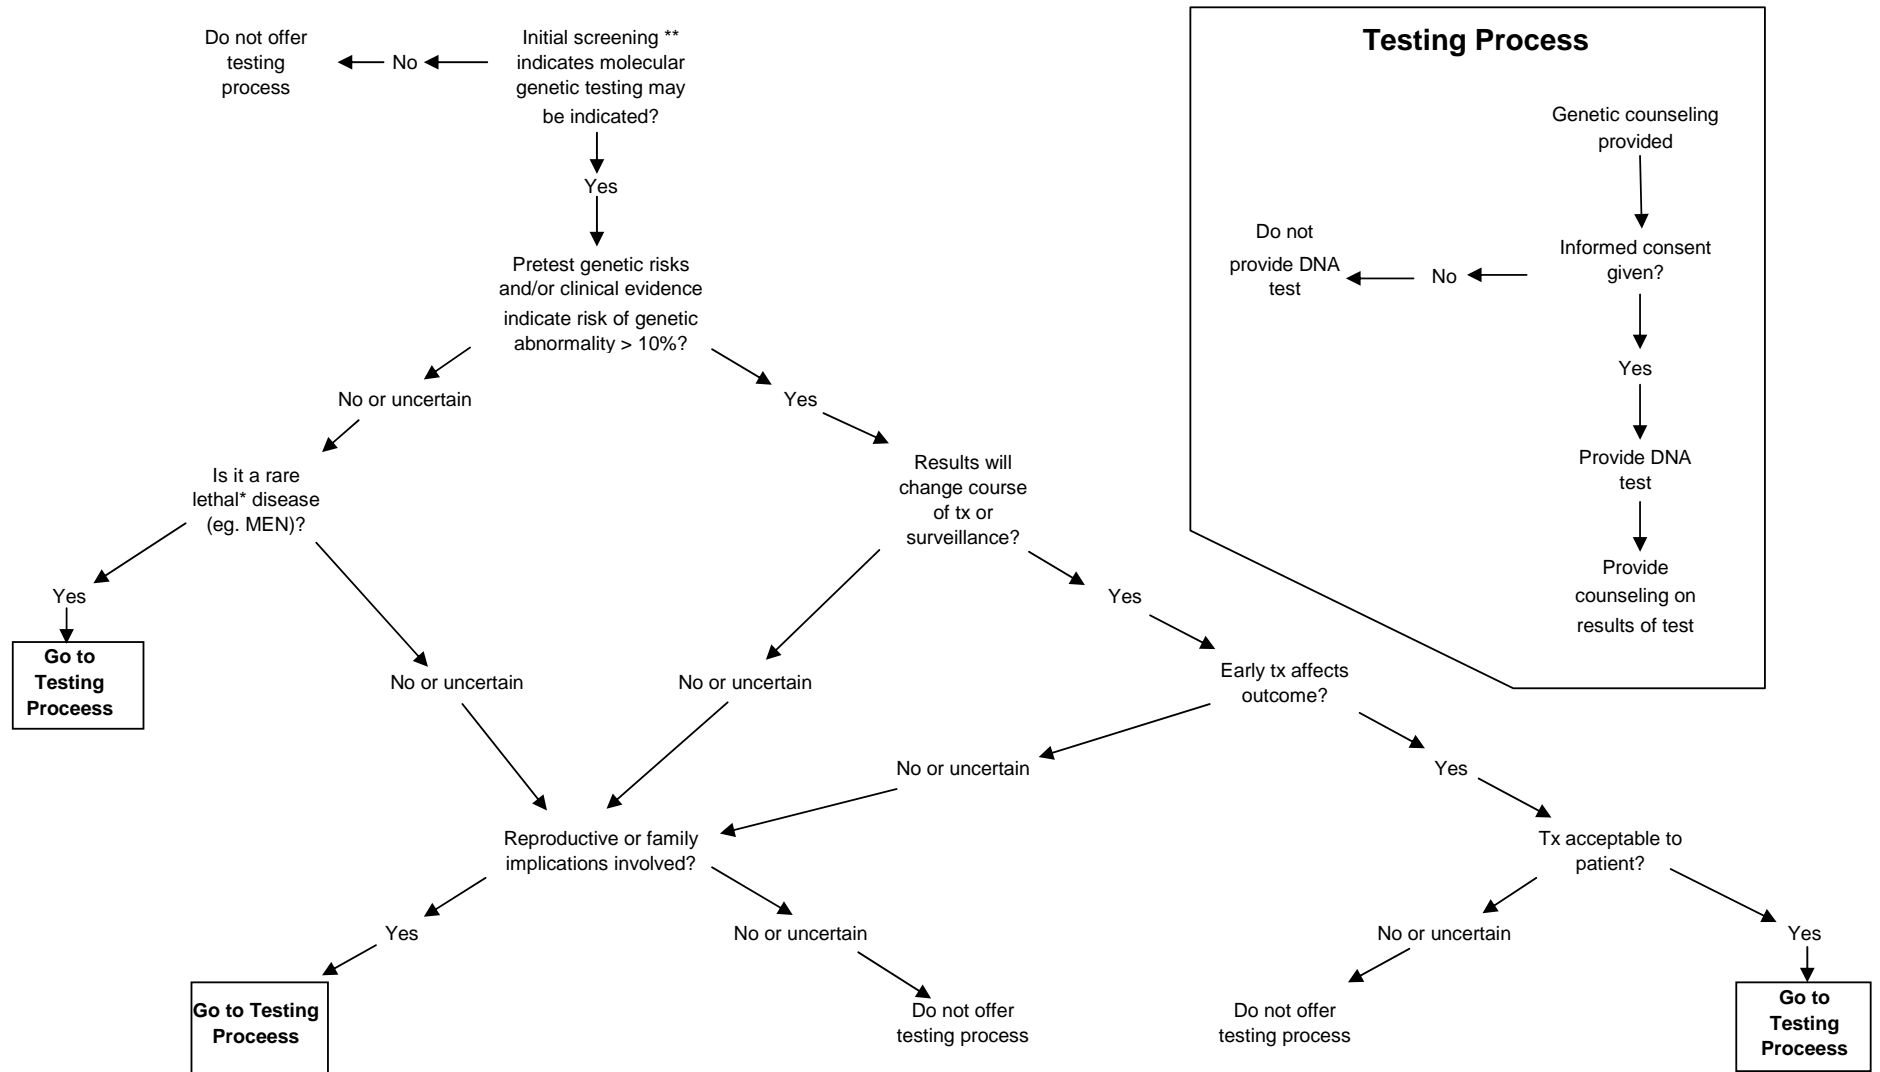 Do not offer
testing
process
No
Initial screening **
indicates molecular
genetic testing may
be indicated?
Yes
Pretest genetic risks
and/or clinical evidence
indicate risk of genetic
abnormality > 10%?
No or uncertain
Yes
Is it a rare
lethal* disease
(eg. MEN)?
Results will
change course
of tx or
surveillance?
Yes
Go to
Testing
Proceess
No or uncertain
No or uncertain
Yes
Early tx affects
outcome?
No or uncertain
Yes
Reproductive or family
implications involved?
Tx acceptable to
patient?
Yes
No or uncertain
No or uncertain
Yes
Go to Testing
Proceess
Do not offer
testing process
Do not offer
testing process
Go to
Testing
Proceess
Testing Process
Genetic counseling
provided
Informed consent
given?
No
Do not
provide DNA
test
Yes
Provide DNA
test
Provide
counseling on
results of test